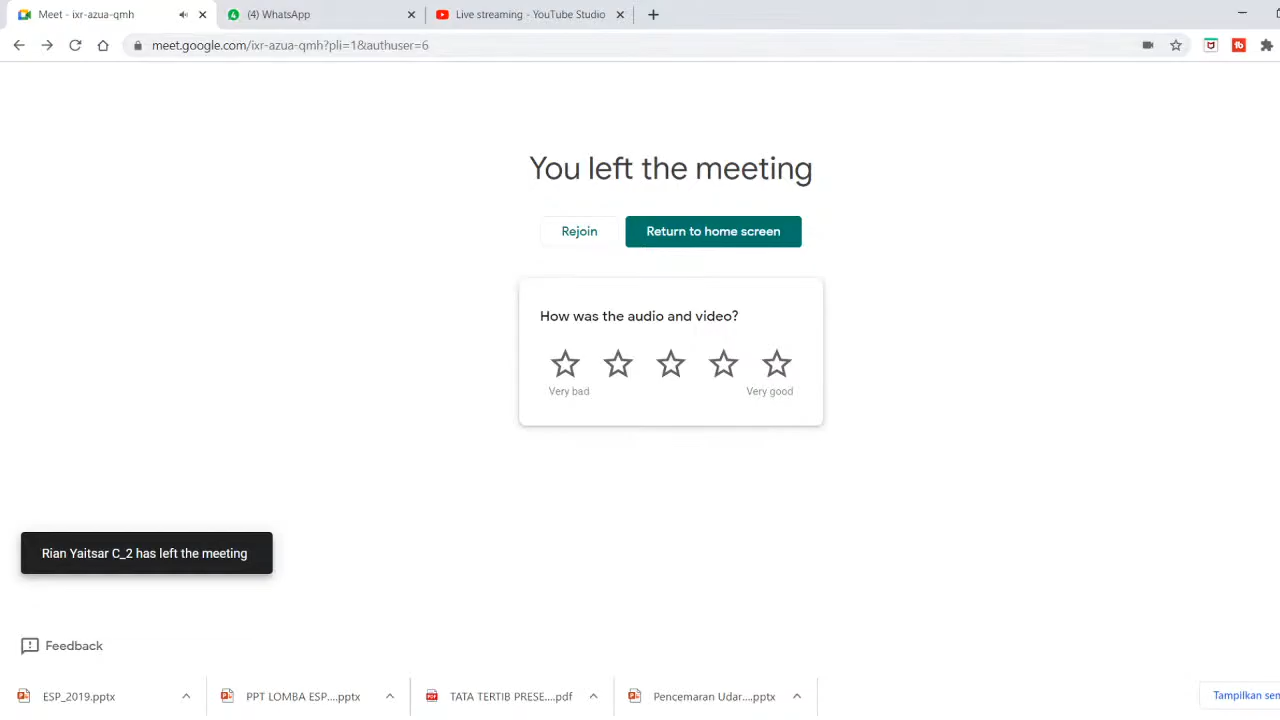 Meet - ixr-azua-qmh
(4) WhatsApp
Live streaming - YouTube Studio
meet.google.com/ixr-azua-qmh?pli=1&authuser=6
You left the meeting
Rejoin
Return to home screen
How was the audio and video?
Very bad
Very good
Rian Yaitsar C_2 has left the meeting
Feedback
ESP_2019.pptx
PPT LOMBA ESP....pptx
TATA TERTIB PRESE....pdf
Pencemaran Udar....pptx
Tampilkan sem